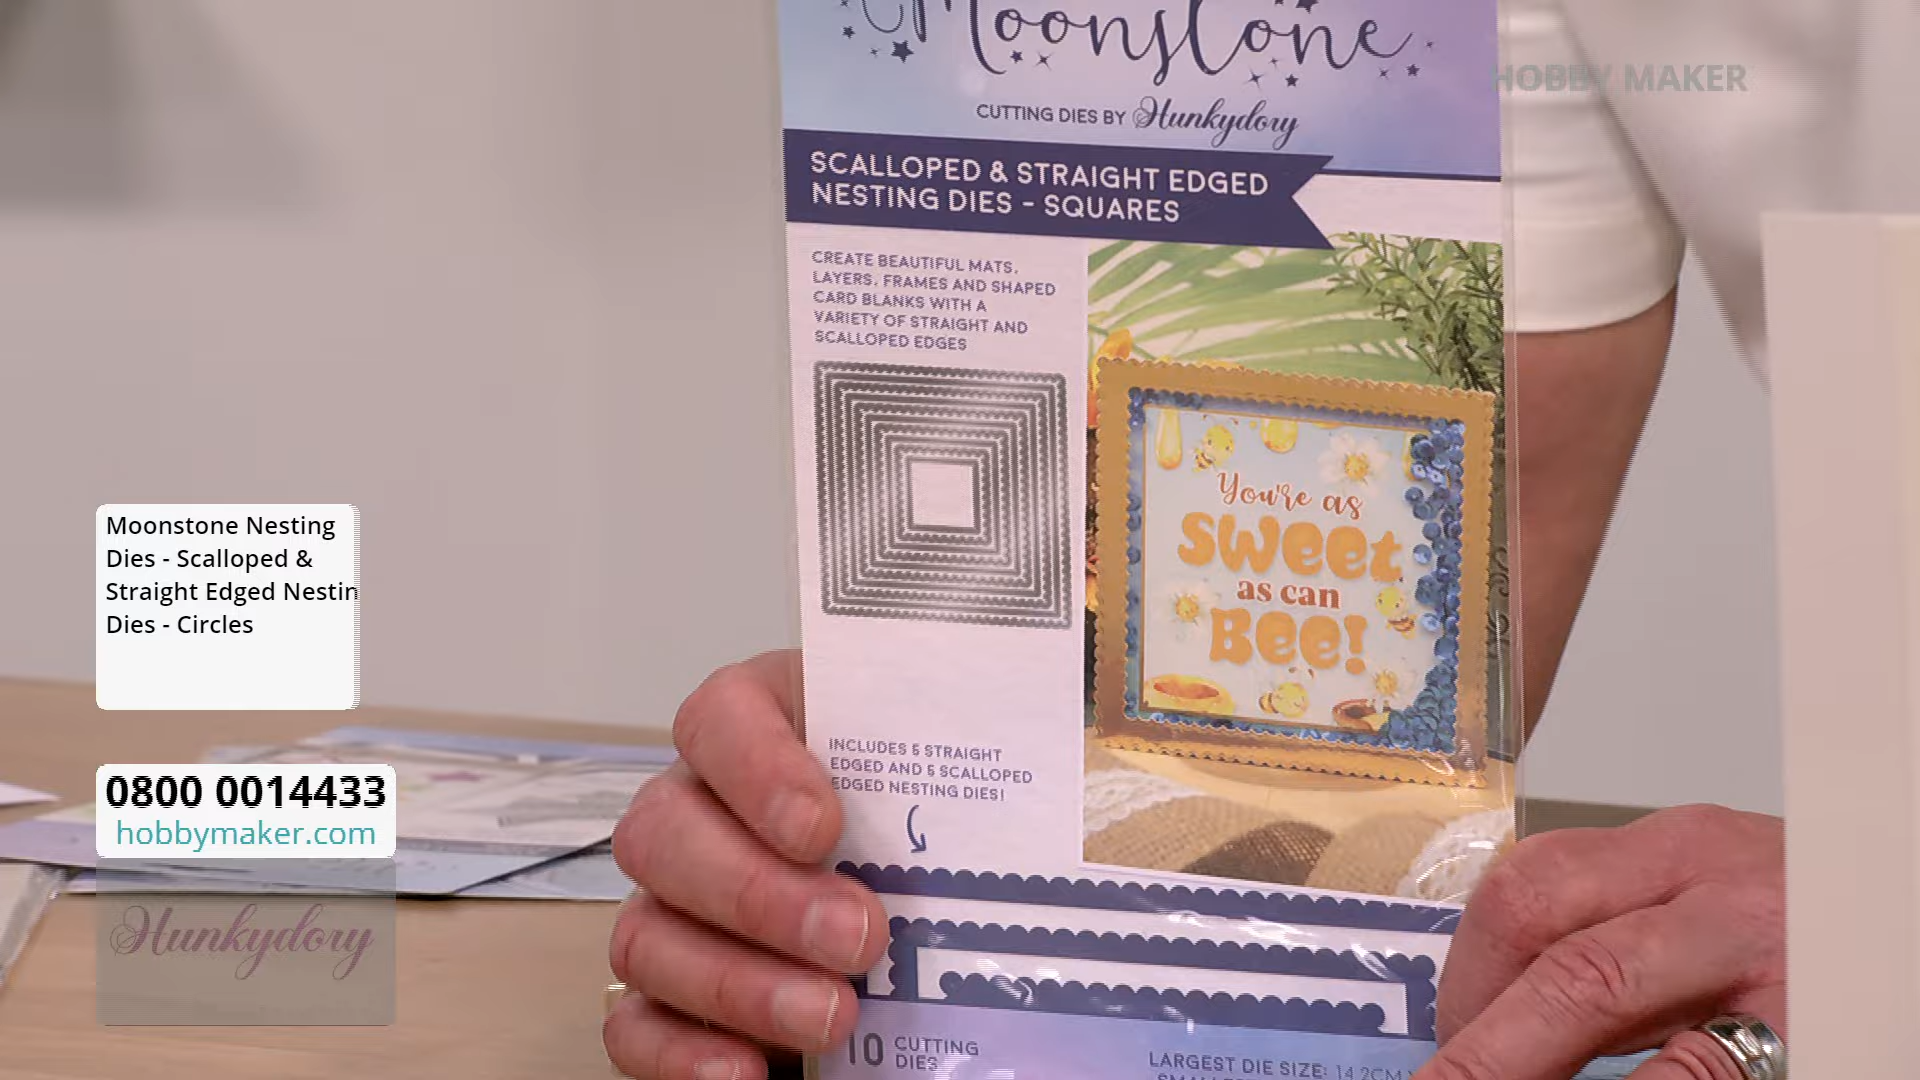 Moonstone
HOBBY MAKER
CUTTING DIES BY Hunkydory
SCALLOPED & STRAIGHT EDGED
NESTING DIES - SQUARES
CREATE BEAUTIFUL MATS,
LAYERS, FRAMES AND SHAPED
CARD BLANKS WITH A
VARIETY OF STRAIGHT AND
SCALLOPED EDGES
You're as
SWeet
as can
Bee!
INCLUDES 5 STRAIGHT
EDGED AND 5 SCALLOPED
EDGED NESTING DIES!
10 CUTTING
DIES
LARGEST DIE SIZE: 14.2CM
Moonstone Nesting
Dies - Scalloped &
Straight Edged Nestin
Dies - Circles
0800 0014433
hobbymaker.com
Hunkydory